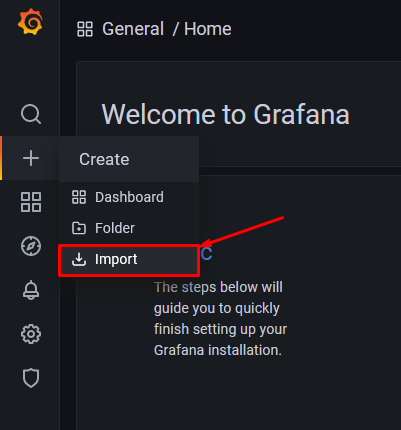 General / Home
Welcome to Grafana
Create
Dashboard
Folder
Import
C
The steps below will
guide you to quickly
finish setting up your
Grafana installation.